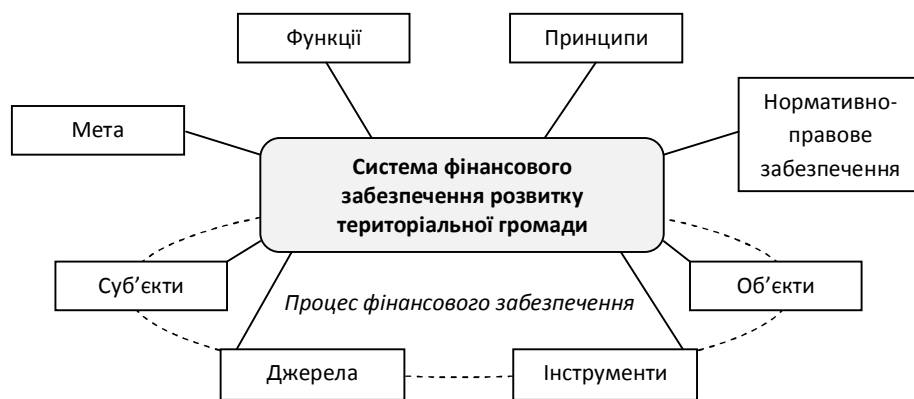 Функції
Принципи
Мета
Нормативно-
правове
забезпечення
Система фінансового
забезпечення розвитку
територіальної громади
Суб’єкти
Об’єкти
Процес фінансового забезпечення
Джерела
Інструменти